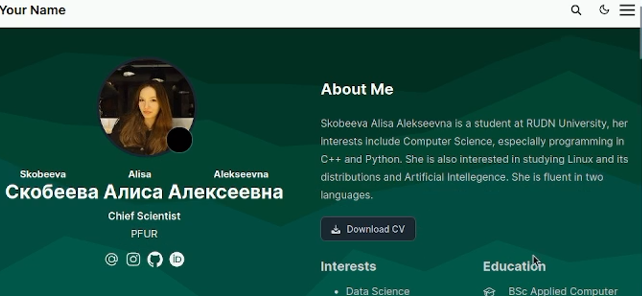 Your Name
Skobeeva Alisa Alekseevna
Скобеева Алиса Алексеевна
Chief Scientist
PFUR
About Me
Skobeeva Alisa Alekseevna is a student at RUDN University, her
interests include Computer Science, especially programming in
C++ and Python. She is also interested in studying Linux and its
distributions and Artificial Intellegence. She is fluent in two
languages.
Download CV
Interests
Data Science
Education
BSc Applied Computer